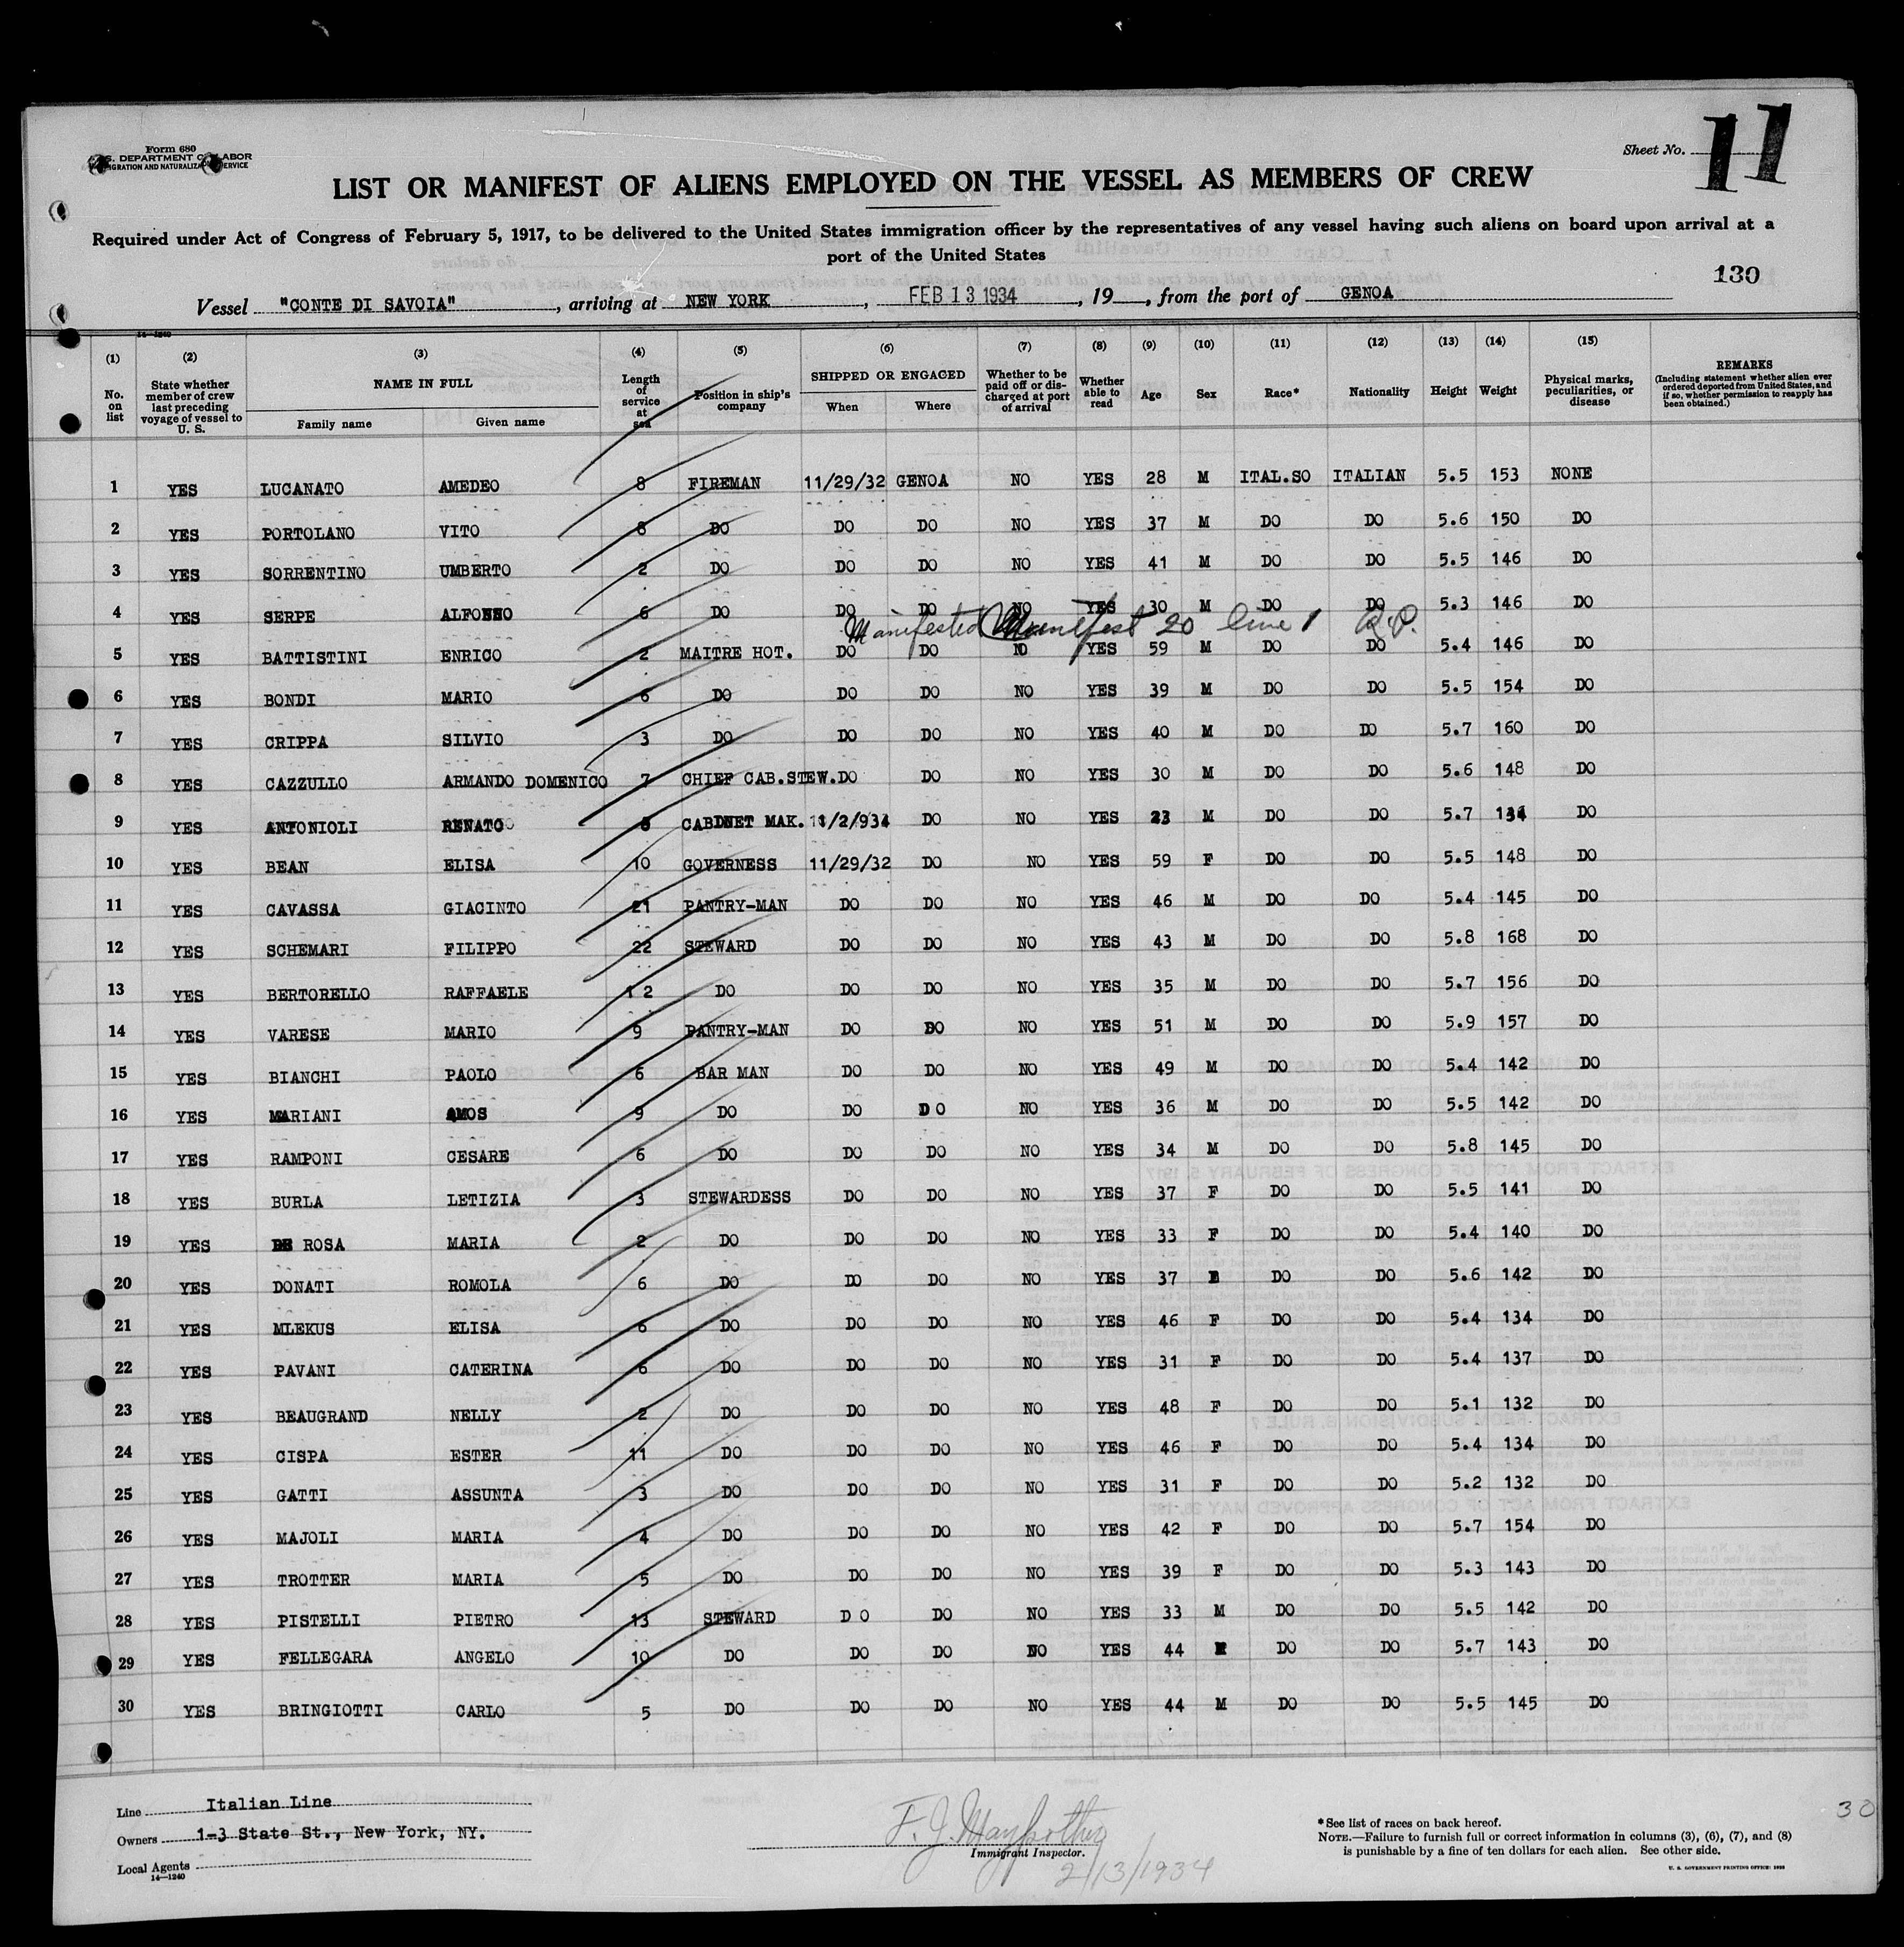 Form 680
U.S. DEPARTMENT OF LABOR
IMMIGRATION AND NATURALIZATION SERVICE
Sheet No. 11
LIST OR MANIFEST OF ALIENS EMPLOYED ON THE VESSEL AS MEMBERS OF CREW
Required under Act of Congress of February 5, 1917, to be delivered to the United States immigration officer by the representatives of any vessel having such aliens on board upon arrival at a
port of the United States
130
Vessel "CONTE DI SAVOIA", arriving at NEW YORK, FEB 13 1934, 19, from the port of GENOA
14—1240
(1) (2) (3) (4) (5) (6) (7) (8) (9) (10) (11) (12) (13) (14) (15)
No. on list State whether member of crew last preceding voyage of vessel to U. S. NAME IN FULL Family name Given name Length of service at sea Position in ship's company SHIPPED OR ENGAGED When Where Whether to be paid off or discharged at port of arrival Whether able to read Age Sex Race* Nationality Height Weight Physical marks, peculiarities, or disease REMARKS (Including statement whether alien ever ordered deported from United States, and if so, whether permission to reapply has been obtained.)
1 YES LUCANATO AMEDEO 8 FIREMAN 11/29/32 GENOA NO YES 28 M ITAL.SO ITALIAN 5.5 153 NONE
2 YES PORTOLANO VITO 8 DO DO DO NO YES 37 M DO DO 5.6 150 DO
3 YES SORRENTINO UMBERTO 2 DO DO DO NO YES 41 M DO DO 5.5 146 DO
4 YES SERPE ALFONSO 6 DO DO DO NO YES 30 M DO DO 5.3 146 DO
Manifested Manifest 20 line 1
5 YES BATTISTINI ENRICO 2 MAITRE HOT. DO DO NO YES 59 M DO DO 5.4 146 DO
6 YES BONDI MARIO 6 DO DO DO NO YES 39 M DO DO 5.5 154 DO
7 YES CRIPPA SILVIO 3 DO DO DO NO YES 40 M DO DO 5.7 160 DO
8 YES CAZZULLO ARMANDO DOMENICO 7 CHIEF CAB.STEW. DO DO NO YES 30 M DO DO 5.6 148 DO
9 YES ANTONIOLI RENATO CABINET MAK. DO NO YES 23 M DO DO 5.7 134 DO
10 YES BEAN ELISA 10 GOVERNESS 11/29/32 DO NO YES 59 F DO DO 5.5 148 DO
11 YES CAVASSA GIACINTO 21 PANTRY-MAN DO DO NO YES 46 M DO DO 5.4 145 DO
12 YES SCHEMARI FILIPPO 22 STEWARD DO DO NO YES 43 M DO DO 5.8 168 DO
13 YES BERTORELLO RAFFAELE 12 DO DO DO NO YES 35 M DO DO 5.7 156 DO
14 YES VARESE MARIO 9 PANTRY-MAN DO DO NO YES 51 M DO DO 5.9 157 DO
15 YES BIANCHI PAOLO 6 BAR MAN DO DO NO YES 49 M DO DO 5.4 142 DO
16 YES MARIANI AMOS 9 DO DO DO NO YES 36 M DO DO 5.5 142 DO
17 YES RAMPONI CESARE 6 DO DO DO NO YES 34 M DO DO 5.8 145 DO
18 YES BURLA LETIZIA 3 STEWARDESS DO DO NO YES 37 F DO DO 5.5 141 DO
19 YES DE ROSA MARIA 2 DO DO DO NO YES 33 F DO DO 5.4 140 DO
20 YES DONATI ROMOLA 6 DO DO DO NO YES 37 DO DO 5.6 142 DO
21 YES MLEKUS ELISA 6 DO DO DO NO YES 46 F DO DO 5.4 134 DO
22 YES PAVANI CATERINA 6 DO DO DO NO YES 31 F DO DO 5.4 137 DO
23 YES BEAUGRAND NELLY 2 DO DO DO NO YES 48 F DO DO 5.1 132 DO
24 YES CISPA ESTER 11 DO DO DO NO YES 46 F DO DO 5.4 134 DO
25 YES GATTI ASSUNTA 3 DO DO DO NO YES 31 F DO DO 5.2 132 DO
26 YES MAJOLI MARIA 4 DO DO DO NO YES 42 F DO DO 5.7 154 DO
27 YES TROTTER MARIA 5 DO DO DO NO YES 39 F DO DO 5.3 143 DO
28 YES PISTELLI PIETRO 13 STEWARD DO DO NO YES 33 M DO DO 5.5 142 DO
29 YES FELLEGARA ANGELO 10 DO DO DO NO YES 44 DO DO 5.7 143 DO
30 YES BRINGIOTTI CARLO 5 DO DO DO NO YES 44 M DO DO 5.5 145 DO
Line Italian Line
Owners 1-3 State St., New York, NY.
Local Agents
14—1240
Immigrant Inspector.
2/13/1934
30
*See list of races on back hereof.
NOTE.—Failure to furnish full or correct information in columns (3), (6), (7), and (8)
is punishable by a fine of ten dollars for each alien. See other side.
U. S. GOVERNMENT PRINTING OFFICE: